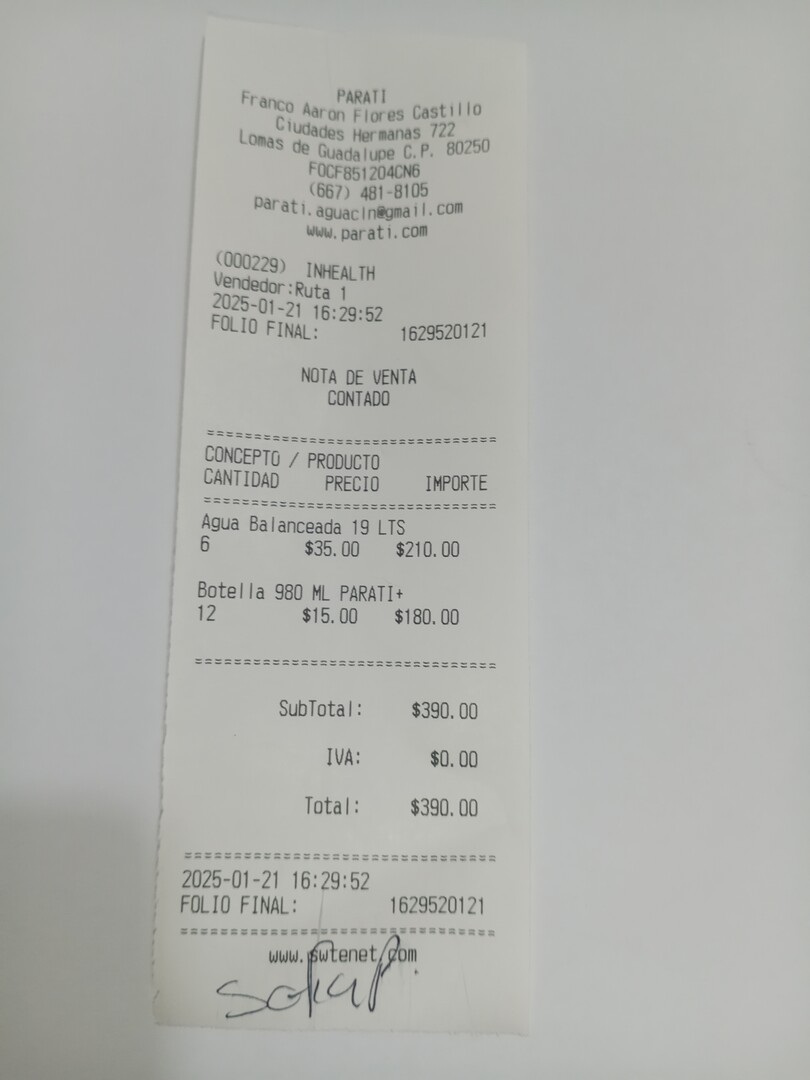 PARATI
Franco Aaron Flores Castillo
Ciudades Hermanas 722
Lomas de Guadalupe C.P. 80250
FOCF851204CN6
(667) 481-8105
parati.aguacln@gmail.com
www.parati.com
(000229) INHEALTH
Vendedor:Ruta 1
2025-01-21 16:29:52
FOLIO FINAL: 1629520121
NOTA DE VENTA
CONTADO
================================
CONCEPTO / PRODUCTO
CANTIDAD PRECIO IMPORTE
================================
Agua Balanceada 19 LTS
6 $35.00 $210.00
Botella 980 ML PARATI+
12 $15.00 $180.00
================================
SubTotal: $390.00
IVA: $0.00
Total: $390.00
================================
2025-01-21 16:29:52
FOLIO FINAL: 1629520121
================================
www.swtenet.com